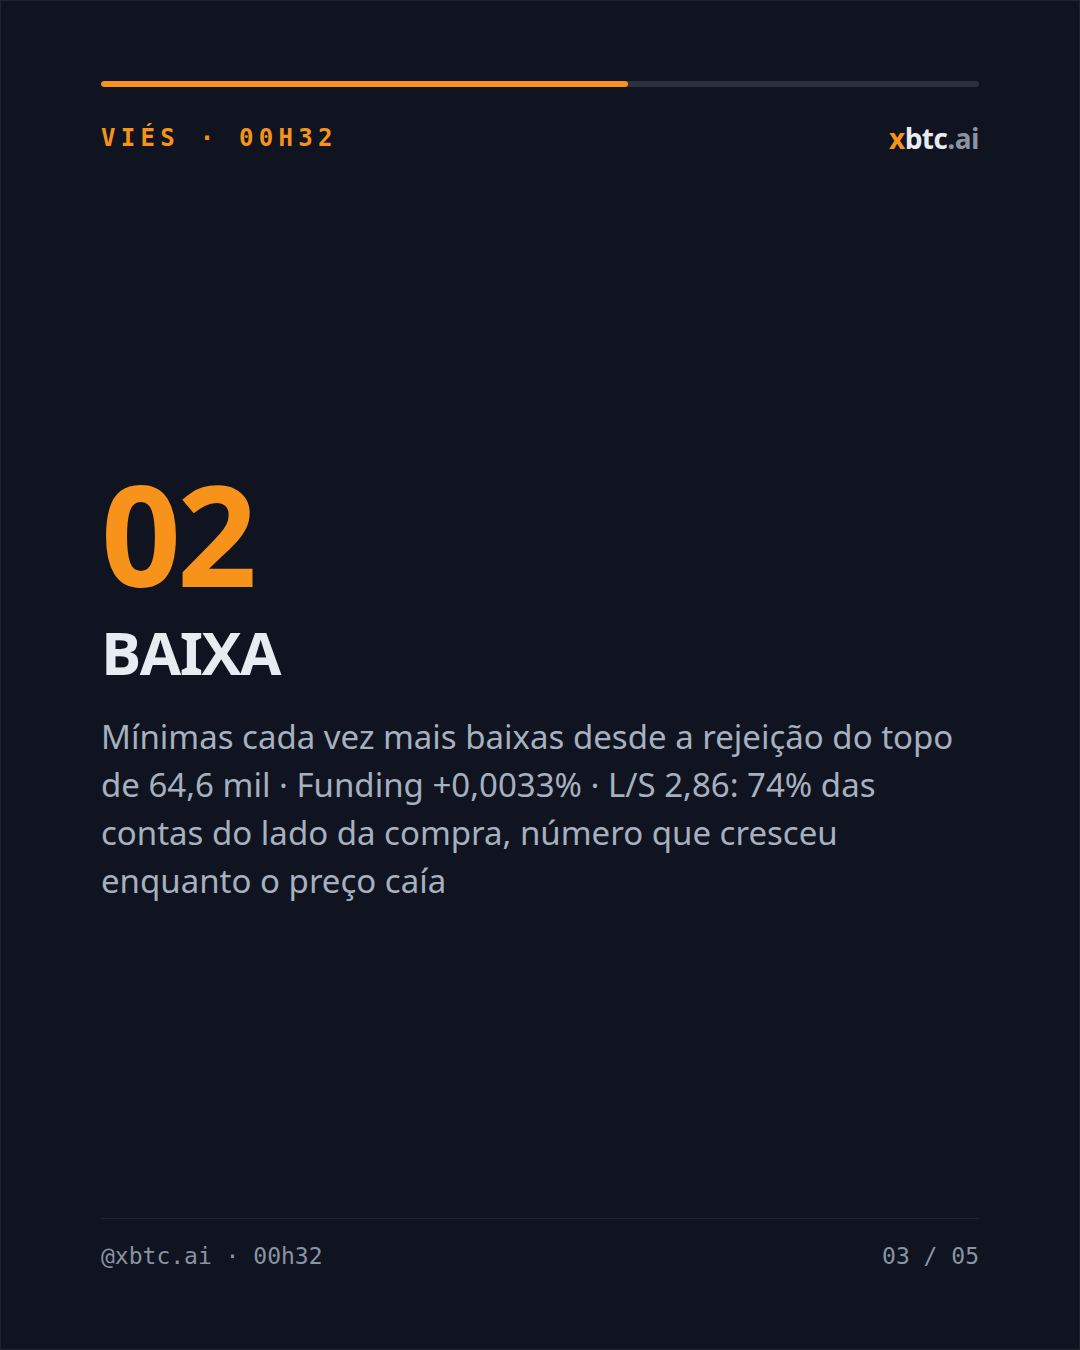 VIÉS · 00H32
xbtc.ai
02
BAIXA
Mínimas cada vez mais baixas desde a rejeição do topo
de 64,6 mil · Funding +0,0033% · L/S 2,86: 74% das
contas do lado da compra, número que cresceu
enquanto o preço caía
@xbtc.ai · 00h32
03 / 05